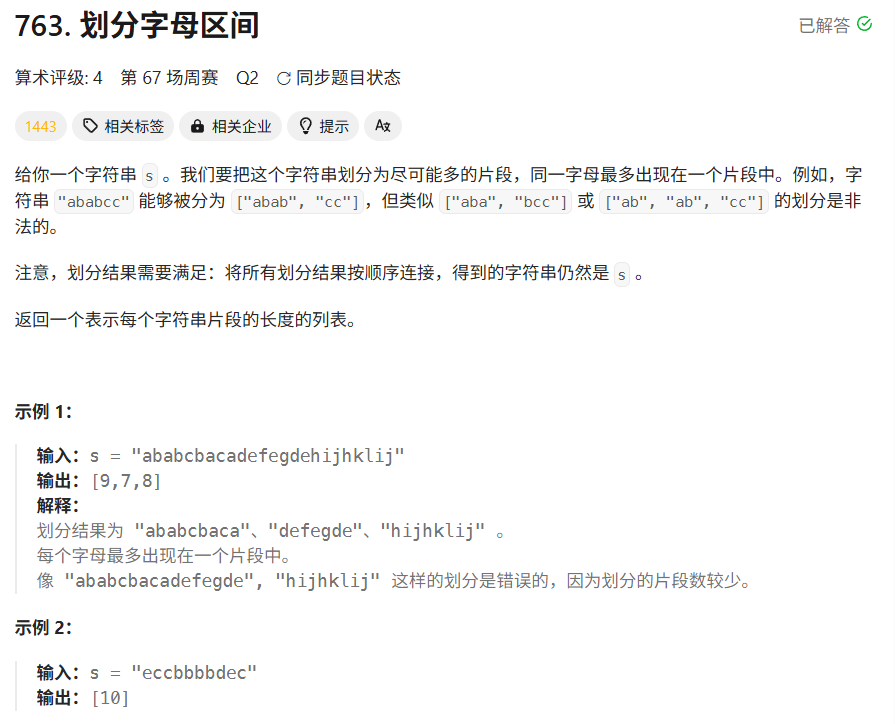 763. 划分字母区间
已解答
算术评级: 4 第 67 场周赛 Q2 同步题目状态
1443 相关标签 相关企业 提示 Az
给你一个字符串 s 。我们要把这个字符串划分为尽可能多的片段，同一字母最多出现在一个片段中。例如，字
符串 "ababcc" 能够被分为 ["abab", "cc"]，但类似 ["aba", "bcc"] 或 ["ab", "ab", "cc"] 的划分是非
法的。
注意，划分结果需要满足：将所有划分结果按顺序连接，得到的字符串仍然是 s 。
返回一个表示每个字符串片段的长度的列表。
示例 1：
输入：s = "ababcbacadefegdehijhklij"
输出：[9,7,8]
解释：
划分结果为 "ababcbaca"、"defegde"、"hijhklij" 。
每个字母最多出现在一个片段中。
像 "ababcbacadefegde", "hijhklij" 这样的划分是错误的，因为划分的片段数较少。
示例 2：
输入：s = "eccbbbbdec"
输出：[10]